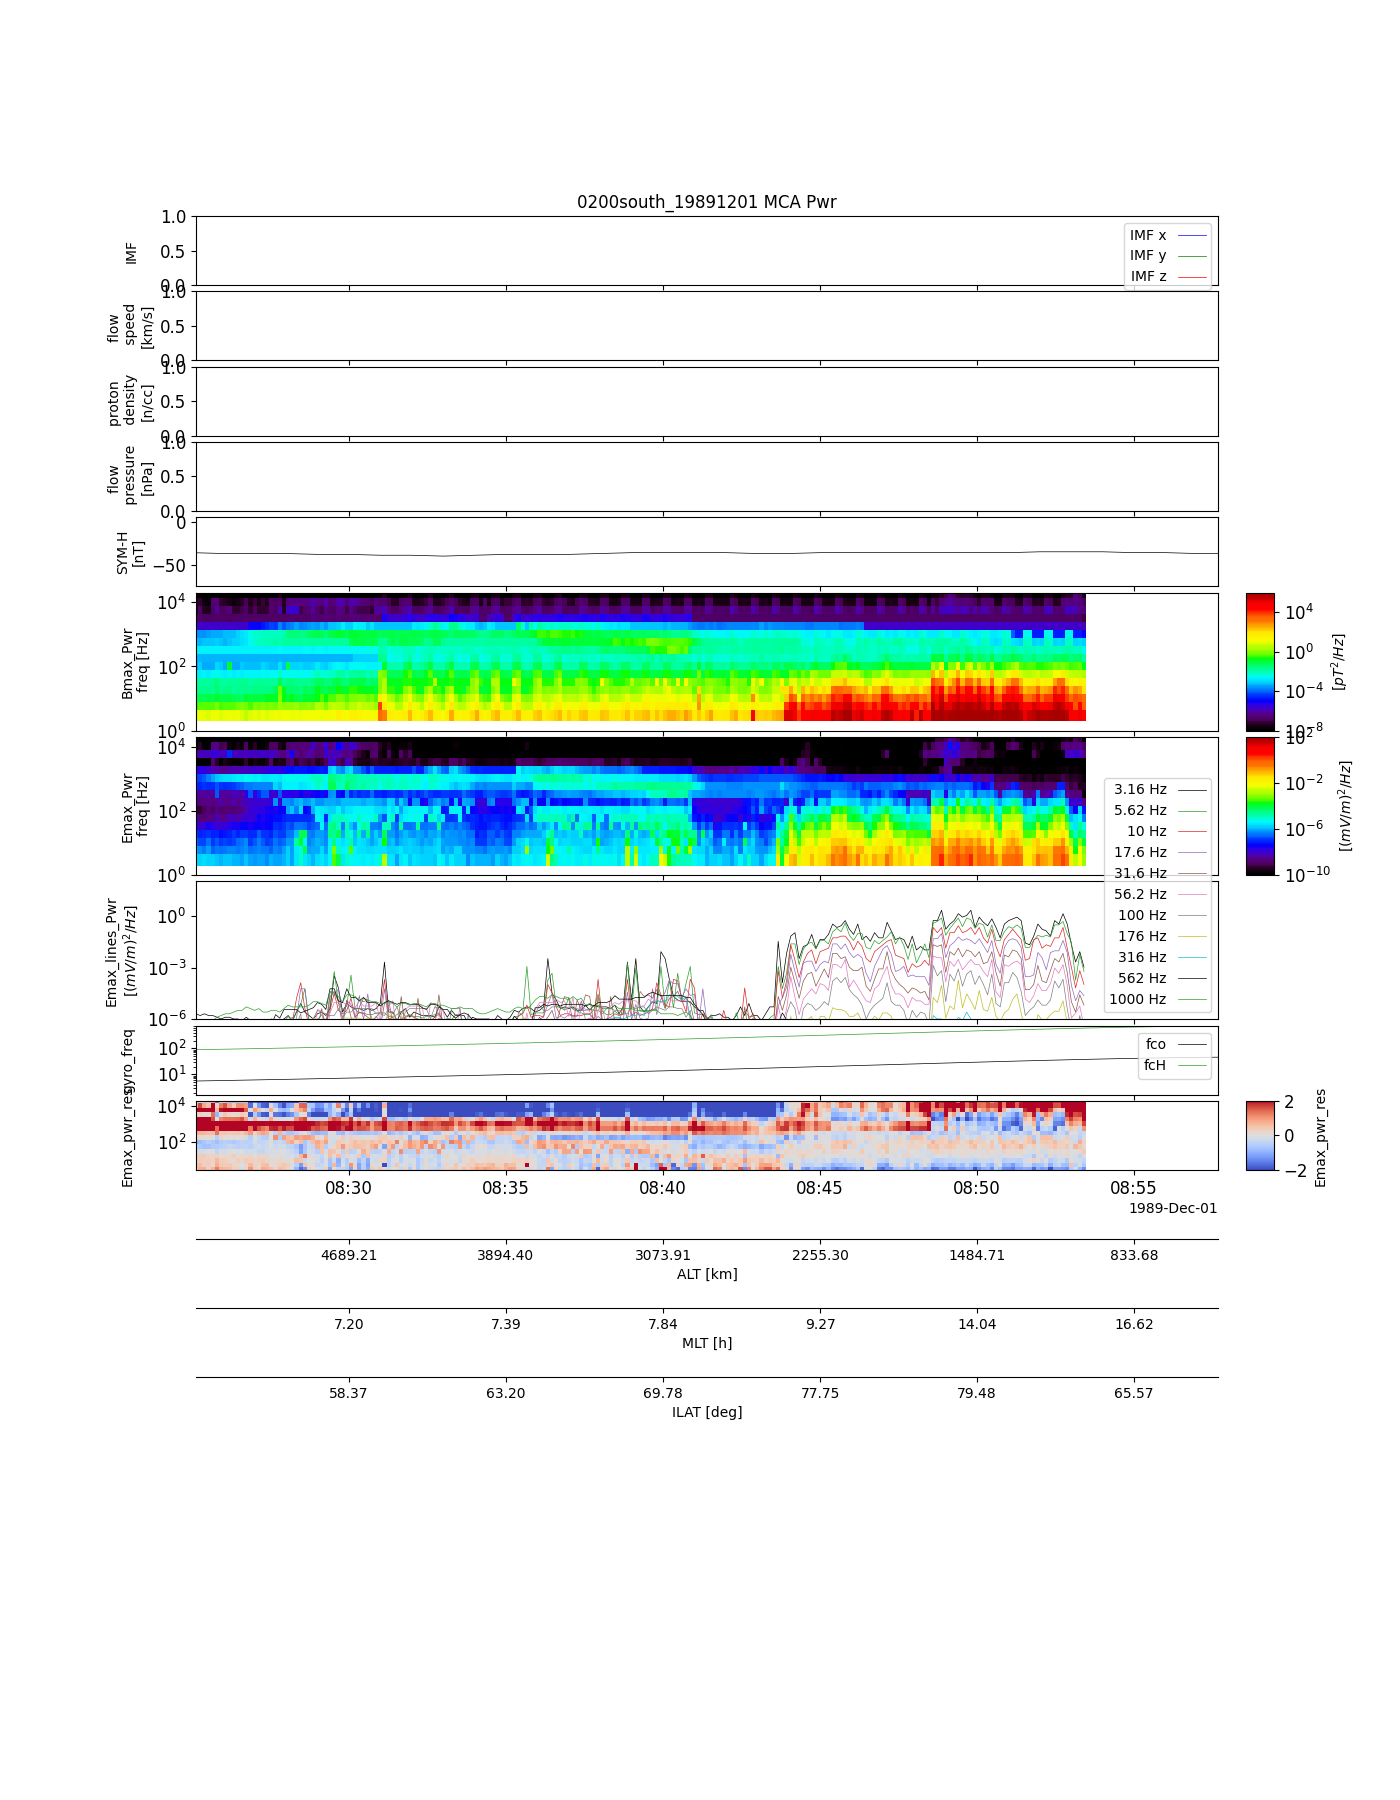 0200south_19891201 MCA Pwr
1.0
0.5
0.0
IMF
IMF x
IMF y
IMF z
1.0
0.5
0.0
flow
speed
[km/s]
1.0
0.5
0.0
proton
density
[n/cc]
1.0
0.5
0.0
flow
pressure
[nPa]
0
−50
SYM-H
[nT]
10^4
10^2
10^0
Bmax_Pwr
freq [Hz]
10^4
10^0
10^−4
10^−8
[pT^2/Hz]
10^4
10^2
10^0
Emax_Pwr
freq [Hz]
10^2
10^−2
10^−6
10^−10
[(mV/m)^2/Hz]
3.16 Hz
5.62 Hz
10 Hz
17.6 Hz
31.6 Hz
56.2 Hz
100 Hz
176 Hz
316 Hz
562 Hz
1000 Hz
10^0
10^−3
10^−6
Emax_lines_Pwr
[(mV/m)^2/Hz]
10^2
10^1
gyro_freq
fco
fcH
10^4
10^2
Emax_pwr_res
2
0
−2
Emax_pwr_res
08:30 08:35 08:40 08:45 08:50 08:55
1989-Dec-01
4689.21 3894.40 3073.91 2255.30 1484.71 833.68
ALT [km]
7.20 7.39 7.84 9.27 14.04 16.62
MLT [h]
58.37 63.20 69.78 77.75 79.48 65.57
ILAT [deg]